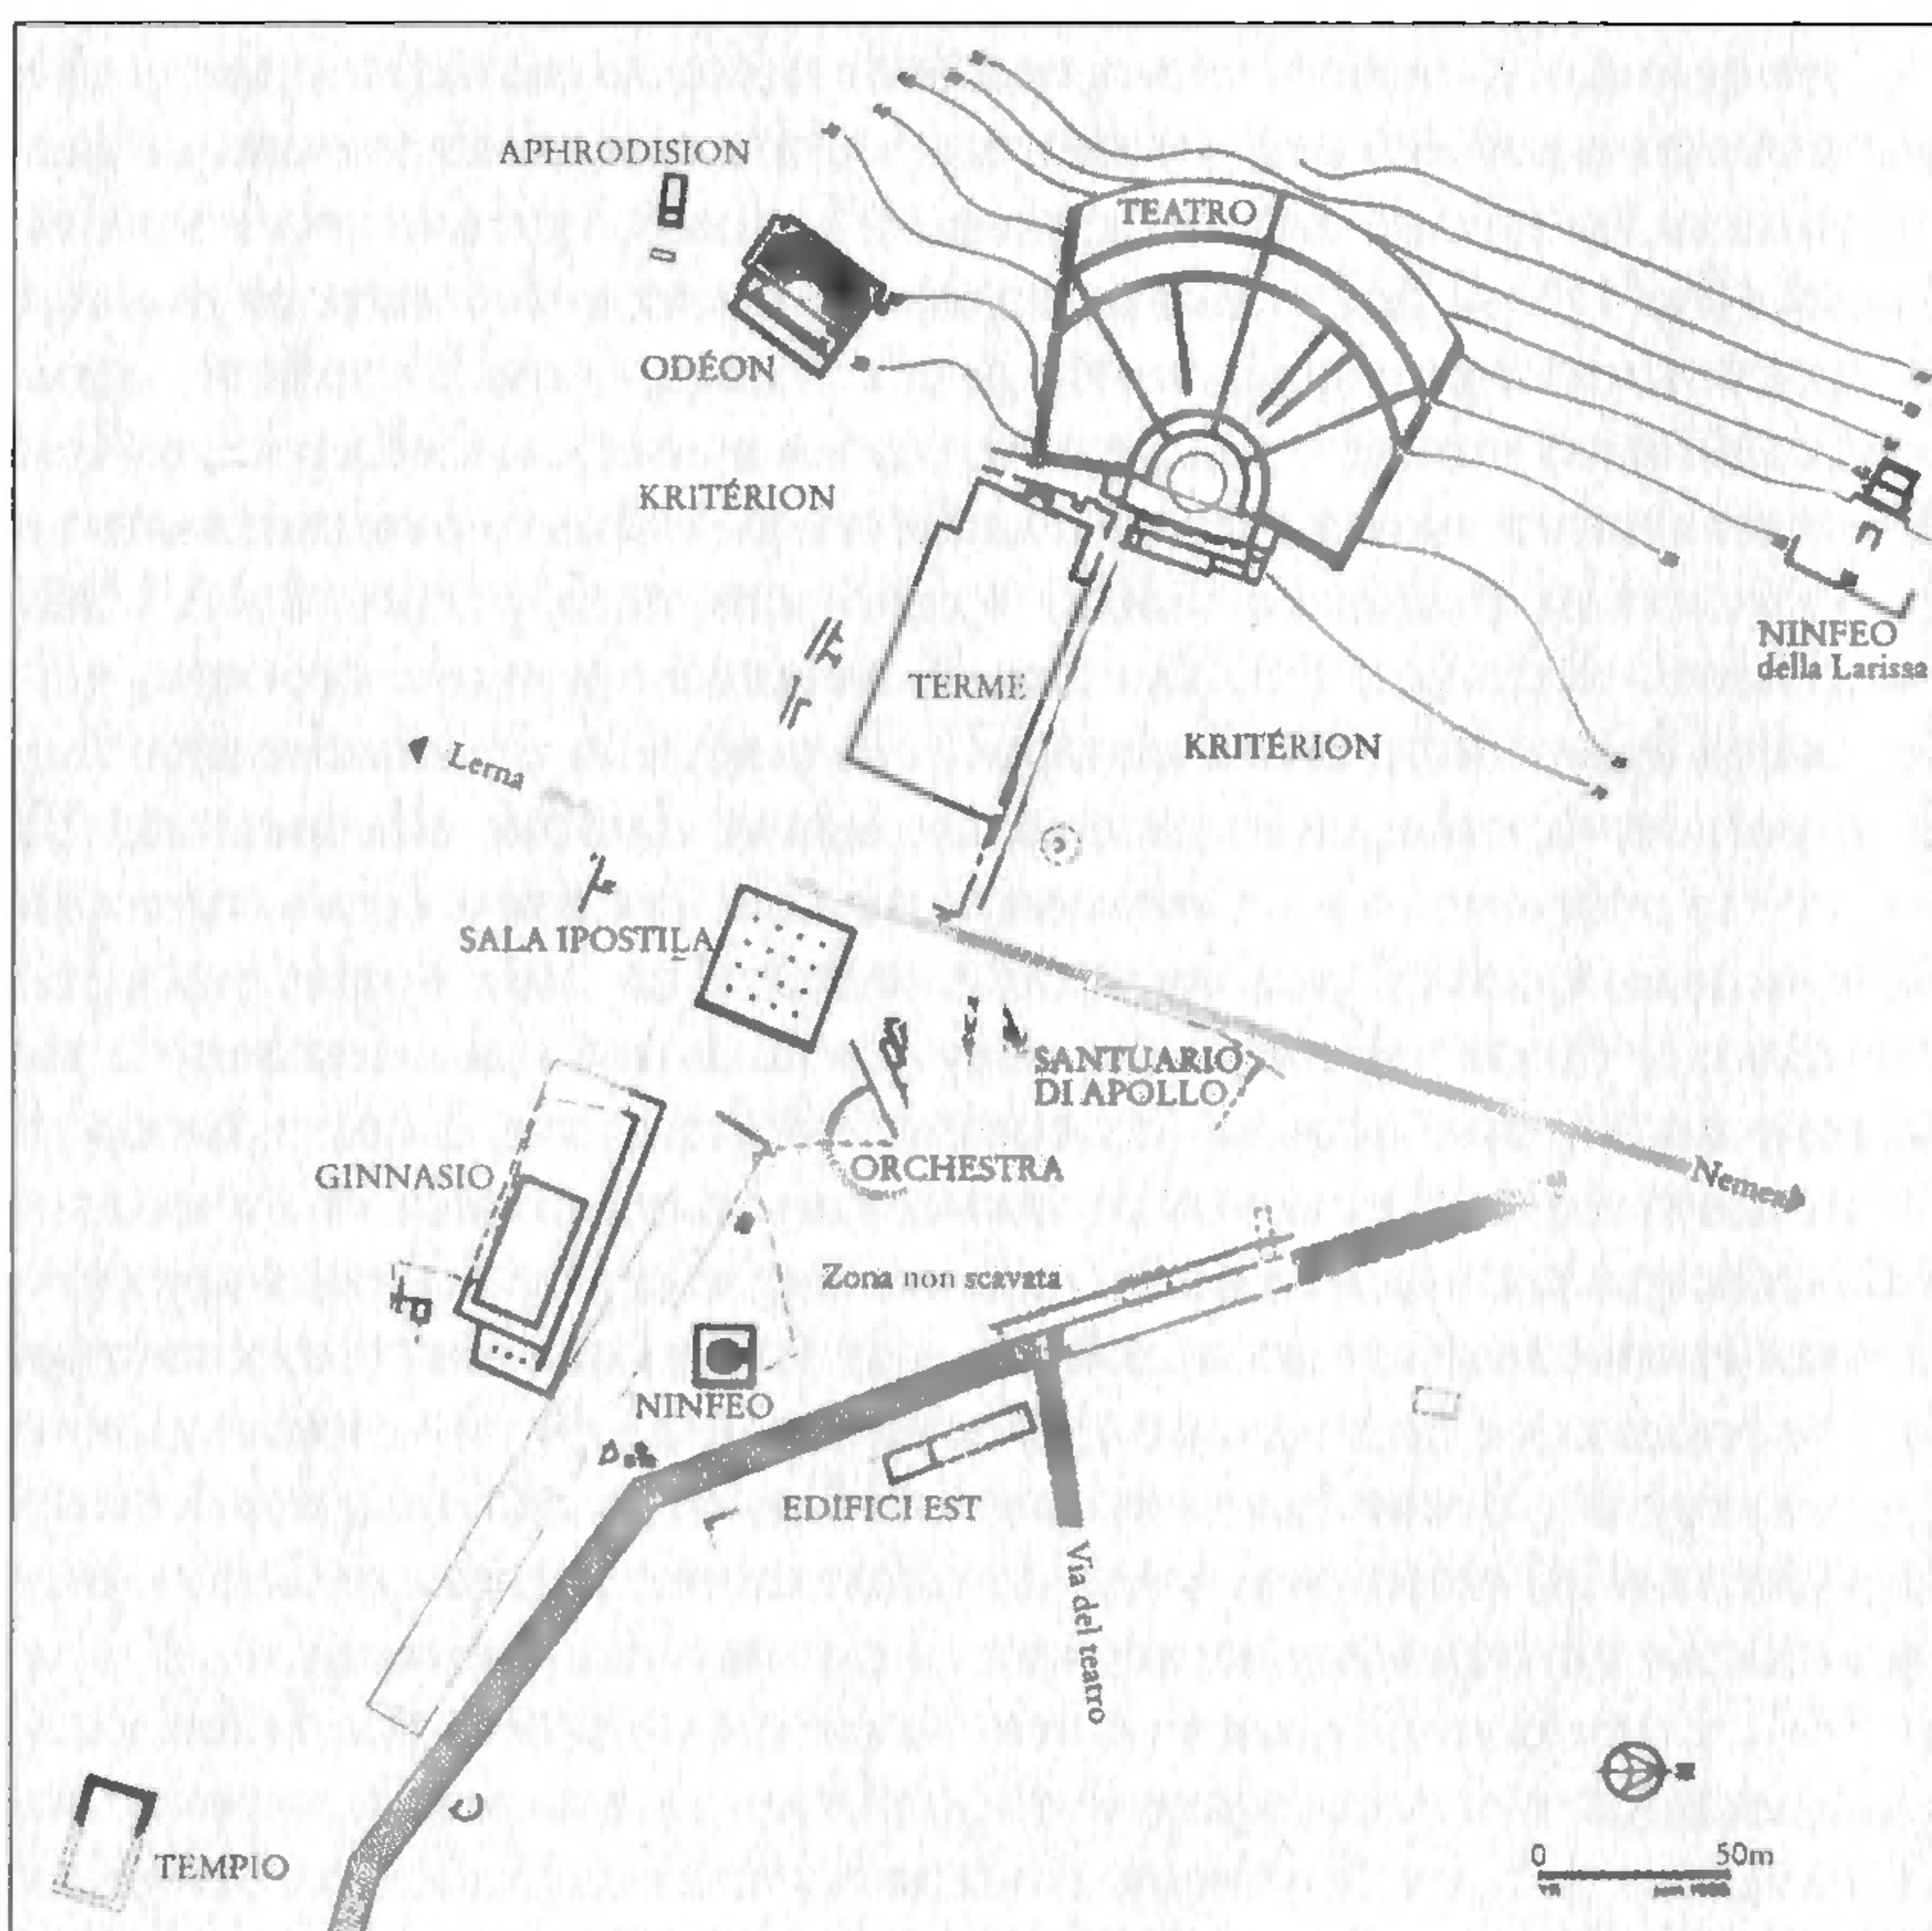 APHRODISION
TEATRO
ODÉON
KRITÉRION
NINFEO
della Larissa
TERME
KRITÉRION
Lerna
SALA IPOSTILA
SANTUARIO
DI APOLLO
ORCHESTRA
GINNASIO
Nemea
Zona non scavata
NINFEO
EDIFICI EST
Via del teatro
TEMPIO
0 50m